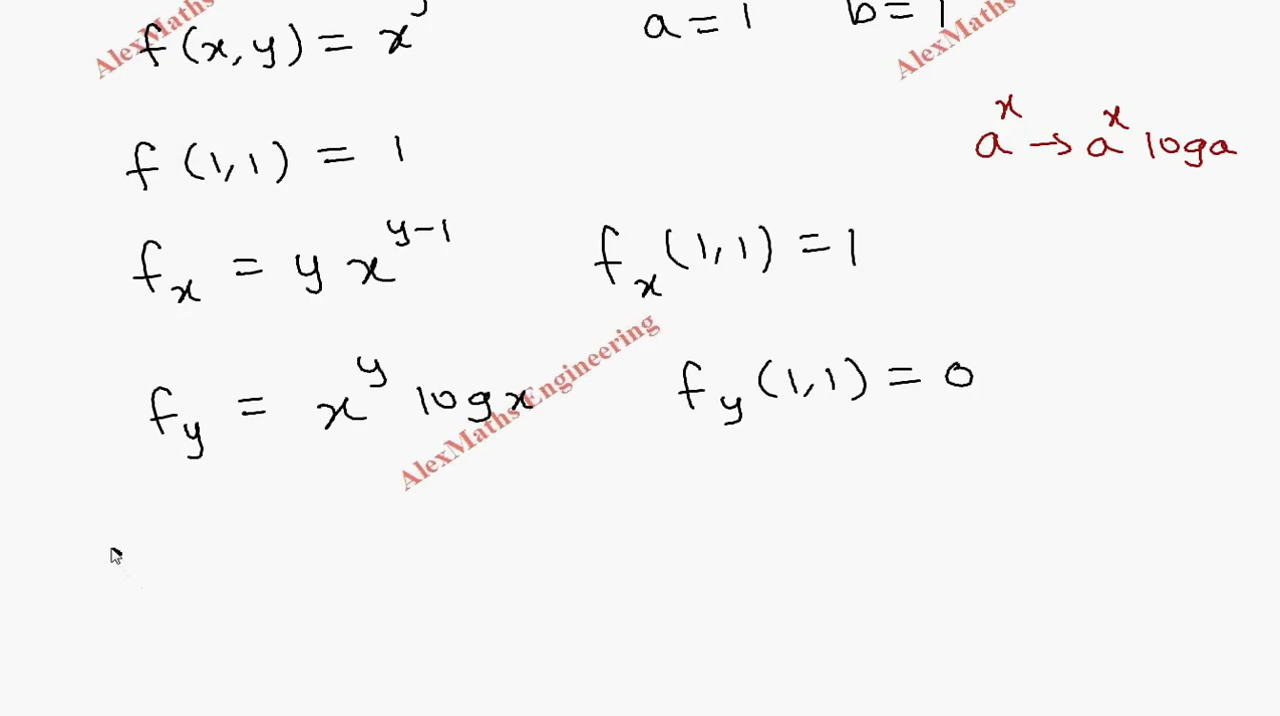 f(x,y) = x^y    a = 1    b = 1
a^x → a^x log a
f(1,1) = 1
f_x = y x^{y-1}    f_x(1,1) = 1
f_y = x^y log x    f_y(1,1) = 0
AlexMaths
AlexMaths
AlexMaths Engineering